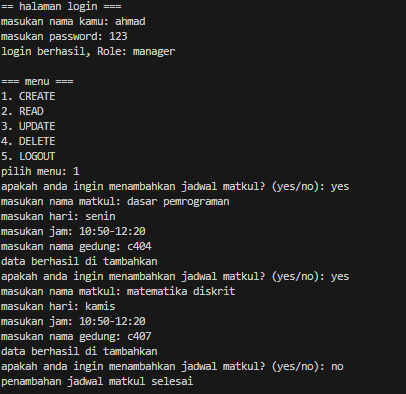 == halaman login ===
masukan nama kamu: ahmad
masukan password: 123
login berhasil, Role: manager
=== menu ===
1. CREATE
2. READ
3. UPDATE
4. DELETE
5. LOGOUT
pilih menu: 1
apakah anda ingin menambahkan jadwal matkul? (yes/no): yes
masukan nama matkul: dasar pemrograman
masukan hari: senin
masukan jam: 10:50-12:20
masukan nama gedung: c404
data berhasil di tambahkan
apakah anda ingin menambahkan jadwal matkul? (yes/no): yes
masukan nama matkul: matematika diskrit
masukan hari: kamis
masukan jam: 10:50-12:20
masukan nama gedung: c407
data berhasil di tambahkan
apakah anda ingin menambahkan jadwal matkul? (yes/no): no
penambahan jadwal matkul selesai